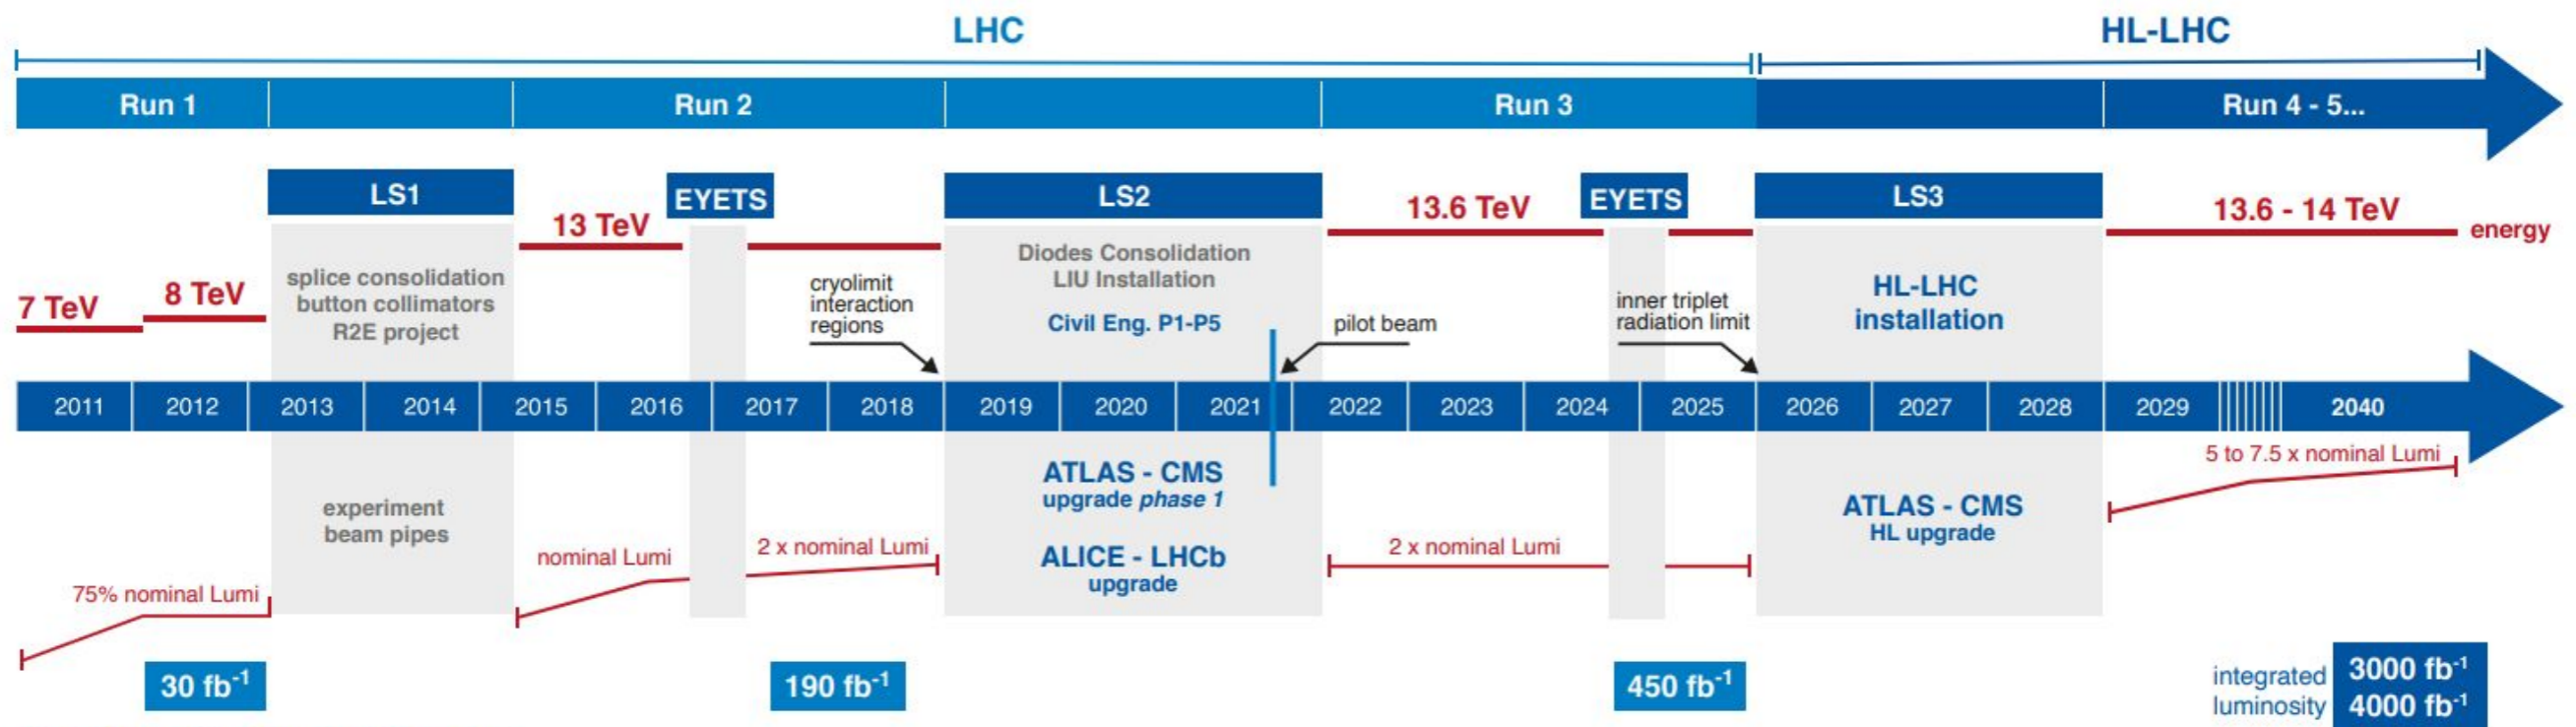 LHC
HL-LHC
Run 1
Run 2
Run 3
Run 4 - 5...
LS1
EYETS
LS2
EYETS
LS3
13 TeV
13.6 TeV
13.6 - 14 TeV
energy
7 TeV
8 TeV
splice consolidation
button collimators
R2E project
cryolimit
interaction
regions
Diodes Consolidation
LIU Installation
Civil Eng. P1-P5
pilot beam
inner triplet
radiation limit
HL-LHC
installation
2011
2012
2013
2014
2015
2016
2017
2018
2019
2020
2021
2022
2023
2024
2025
2026
2027
2028
2029
2040
experiment
beam pipes
ATLAS - CMS
upgrade phase 1
ALICE - LHCb
upgrade
ATLAS - CMS
HL upgrade
75% nominal Lumi
nominal Lumi
2 x nominal Lumi
2 x nominal Lumi
5 to 7.5 x nominal Lumi
30 fb⁻¹
190 fb⁻¹
450 fb⁻¹
integrated
luminosity
3000 fb⁻¹
4000 fb⁻¹